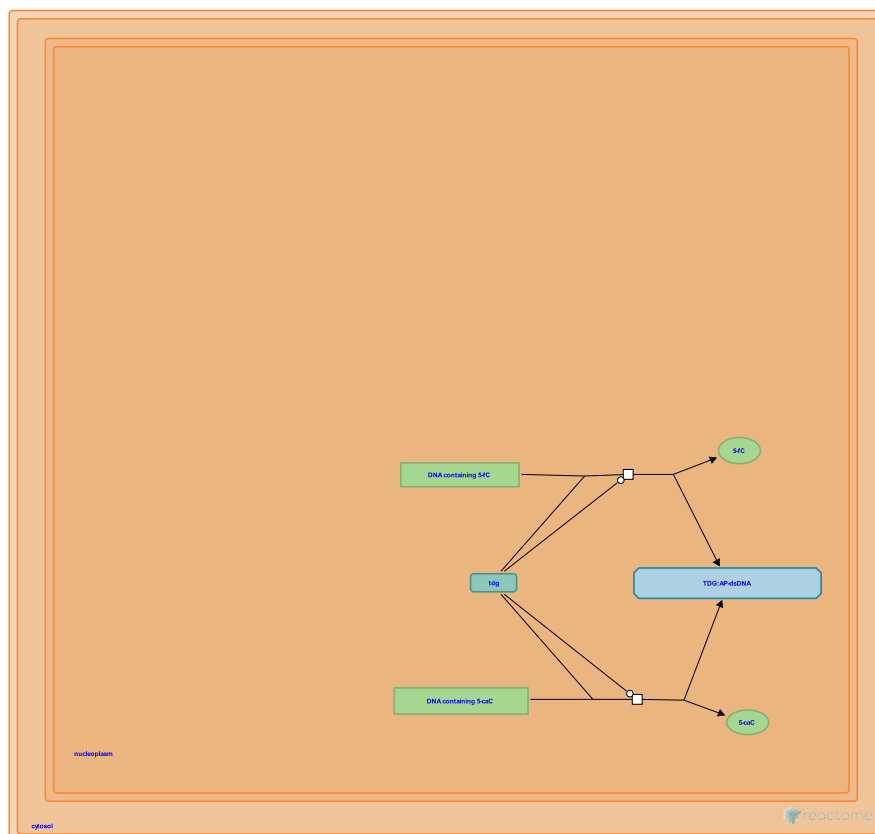 5-fC
DNA containing 5-fC
tdg
TDG:AP-dsDNA
DNA containing 5-caC
5-caC
nucleoplasm
reactome
cytosol